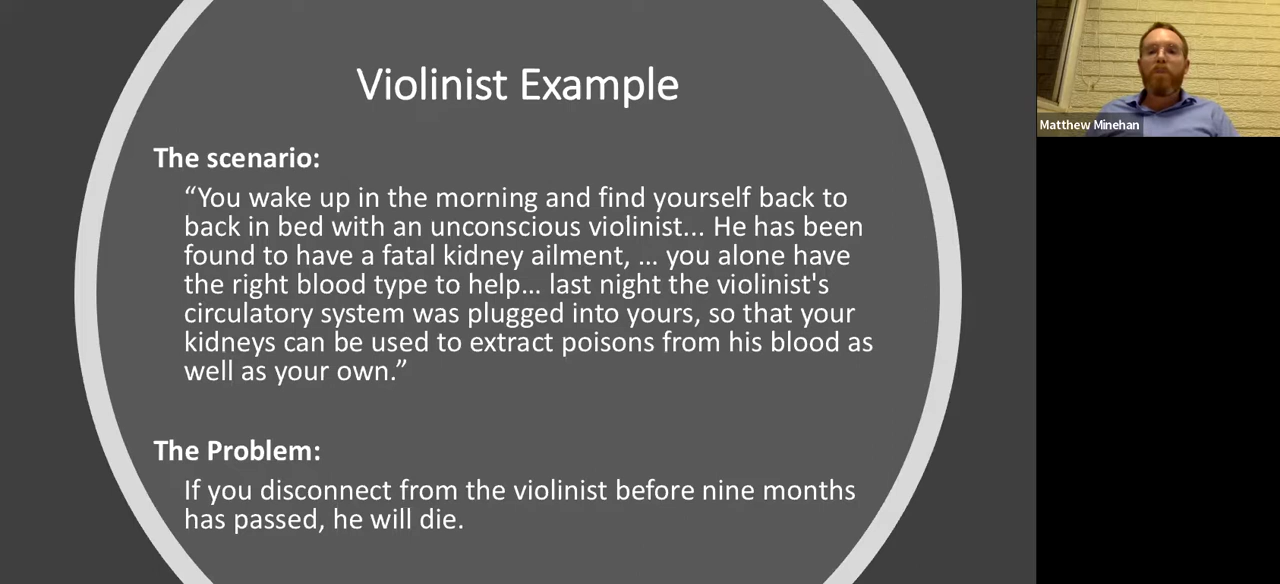 Violinist Example
The scenario:
“You wake up in the morning and find yourself back to
back in bed with an unconscious violinist... He has been
found to have a fatal kidney ailment, ... you alone have
the right blood type to help... last night the violinist's
circulatory system was plugged into yours, so that your
kidneys can be used to extract poisons from his blood as
well as your own.”
The Problem:
If you disconnect from the violinist before nine months
has passed, he will die.
Matthew Minehan